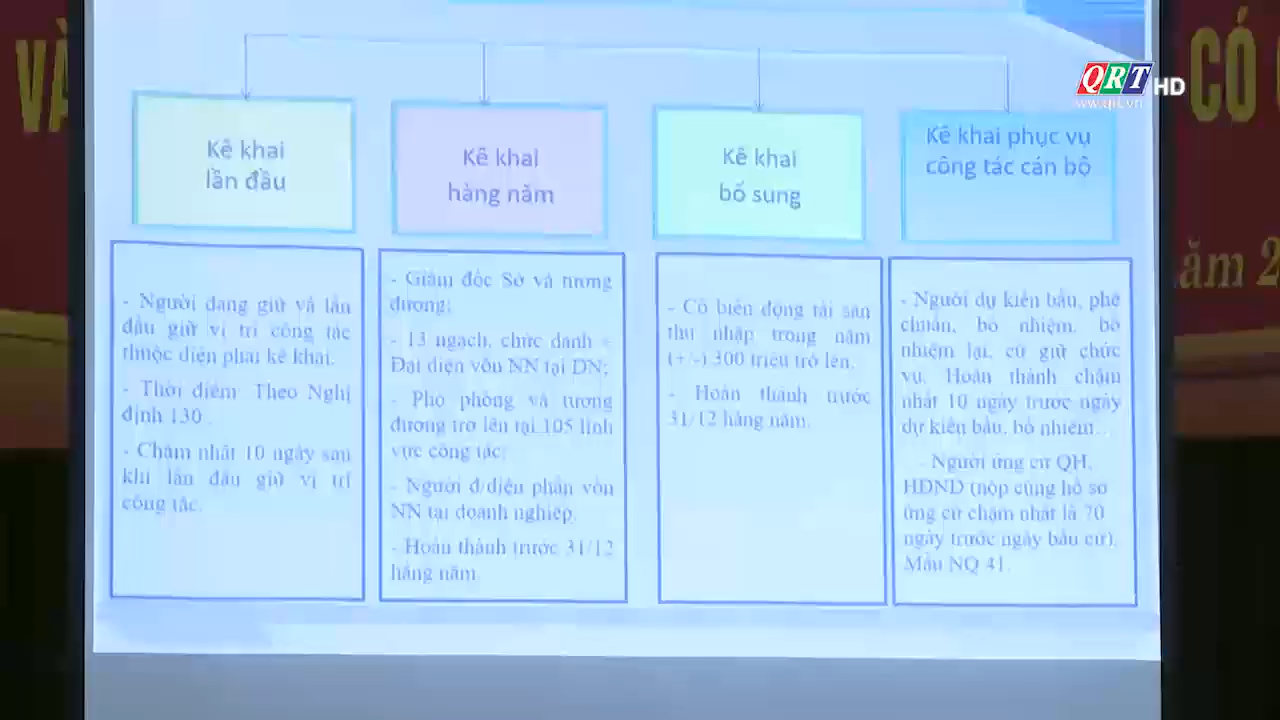 VÀ
CÓ
QRT HD
www.qrt.vn
năm 2
Kê khai
lần đầu
Kê khai
hàng năm
Kê khai
bổ sung
Kê khai phục vụ
công tác cán bộ
- Người đang giữ và lần
đầu giữ vị trí công tác
thuộc diện phải kê khai.
- Thời điểm: Theo Nghị
định 130 .
- Chậm nhất 10 ngày sau
khi lần đầu giữ vị trí
công tác.
- Giám đốc Sở và tương
đương;
- 13 ngạch, chức danh +
Đại diện vốn NN tại DN;
- Phó phòng và tương
đương trở lên tại 105 lĩnh
vực công tác;
- Người đ/diện phần vốn
NN tại doanh nghiệp.
- Hoàn thành trước 31/12
hằng năm.
- Có biến động tài sản
thu nhập trong năm
(+/-) 300 triệu trở lên.
- Hoàn thành trước
31/12 hằng năm.
- Người dự kiến bầu, phê
chuẩn, bổ nhiệm, bổ
nhiệm lại, cử giữ chức
vụ. Hoàn thành chậm
nhất 10 ngày trước ngày
dự kiến bầu, bổ nhiệm...
- Người ứng cử QH,
HĐND (nộp cùng hồ sơ
ứng cử chậm nhất là 70
ngày trước ngày bầu cử).
Mẫu NQ 41.